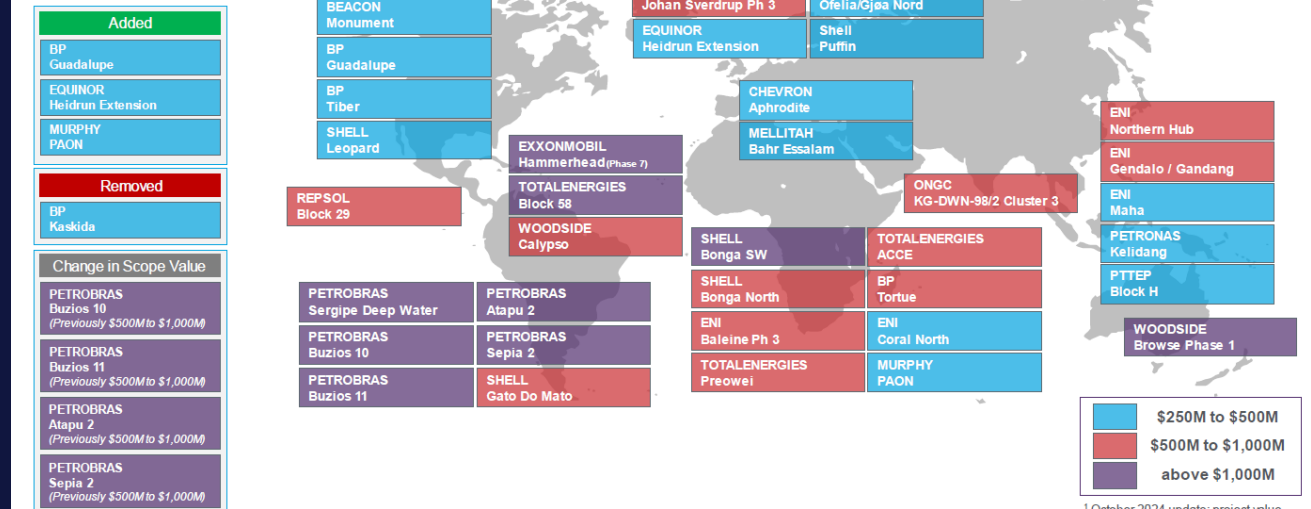 Added
BP
Guadalupe
EQUINOR
Heidrun Extension
MURPHY
PAON
Removed
BP
Kaskida
Change in Scope Value
PETROBRAS
Buzios 10
(Previously $500M to $1,000M)
PETROBRAS
Buzios 11
(Previously $500M to $1,000M)
PETROBRAS
Atapu 2
(Previously $500M to $1,000M)
PETROBRAS
Sepia 2
(Previously $500M to $1,000M)
BEACON
Monument
BP
Guadalupe
BP
Tiber
SHELL
Leopard
Johan Sverdrup Ph 3
Ofelia/Gjøa Nord
EQUINOR
Heidrun Extension
Shell
Puffin
CHEVRON
Aphrodite
MELLITAH
Bahr Essalam
EXXONMOBIL
Hammerhead (Phase 7)
TOTALENERGIES
Block 58
WOODSIDE
Calypso
REPSOL
Block 29
ONGC
KG-DWN-98/2 Cluster 3
ENI
Northern Hub
ENI
Gendalo / Gandang
ENI
Maha
PETRONAS
Kelidang
PTTEP
Block H
WOODSIDE
Browse Phase 1
PETROBRAS
Sergipe Deep Water
PETROBRAS
Atapu 2
PETROBRAS
Buzios 10
PETROBRAS
Sepia 2
PETROBRAS
Buzios 11
SHELL
Gato Do Mato
SHELL
Bonga SW
TOTALENERGIES
ACCE
SHELL
Bonga North
BP
Tortue
ENI
Baleine Ph 3
ENI
Coral North
TOTALENERGIES
Preowei
MURPHY
PAON
$250M to $500M
$500M to $1,000M
above $1,000M
1 October 2024 update: project value